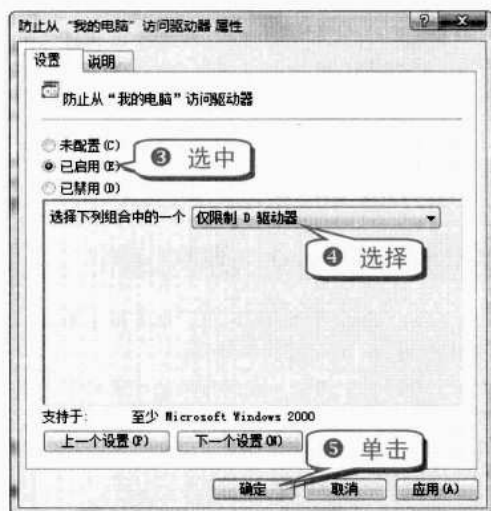 防止从 “我的电脑” 访问驱动器 属性
设置 说明
防止从 “我的电脑” 访问驱动器
未配置(C)
已启用(E) ❸ 选中
已禁用(D)
选择下列组合中的一个 仅限制 D 驱动器
❹ 选择
支持于: 至少 Microsoft Windows 2000
上一个设置(P) 下一个设置(N)
❺ 单击
确定 取消 应用(A)